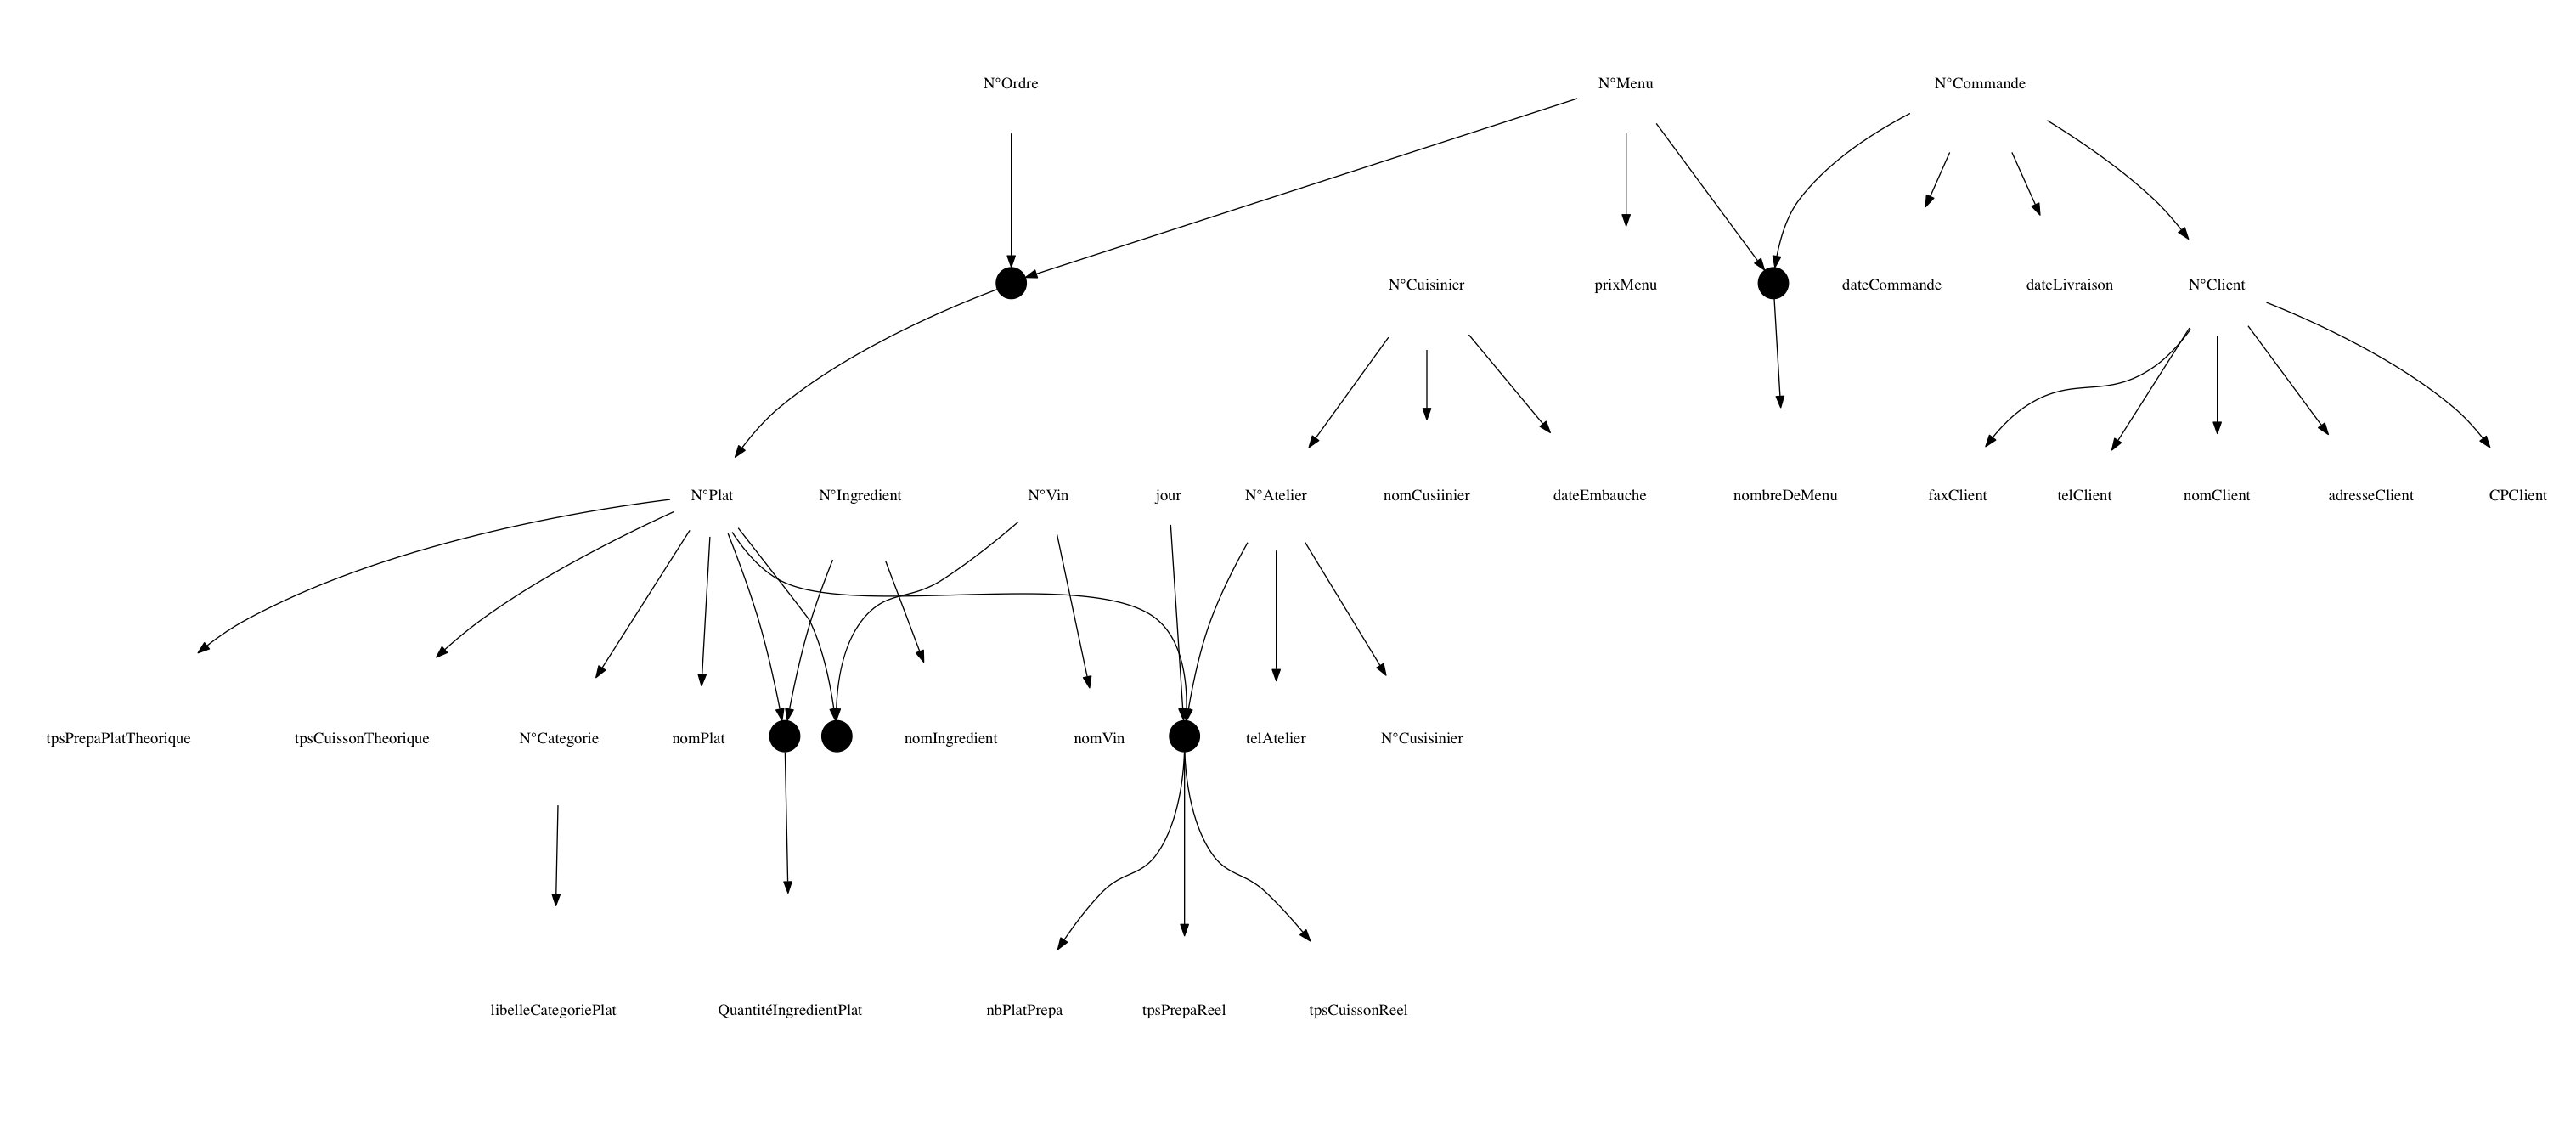 N°Ordre
N°Menu
N°Commande
N°Cuisinier
prixMenu
dateCommande
dateLivraison
N°Client
N°Plat
N°Ingredient
N°Vin
jour
N°Atelier
nomCusiinier
dateEmbauche
nombreDeMenu
faxClient
telClient
nomClient
adresseClient
CPClient
tpsPrepaPlatTheorique
tpsCuissonTheorique
N°Categorie
nomPlat
nomIngredient
nomVin
telAtelier
N°Cusisinier
libelleCategoriePlat
QuantitéIngredientPlat
nbPlatPrepa
tpsPrepaReel
tpsCuissonReel